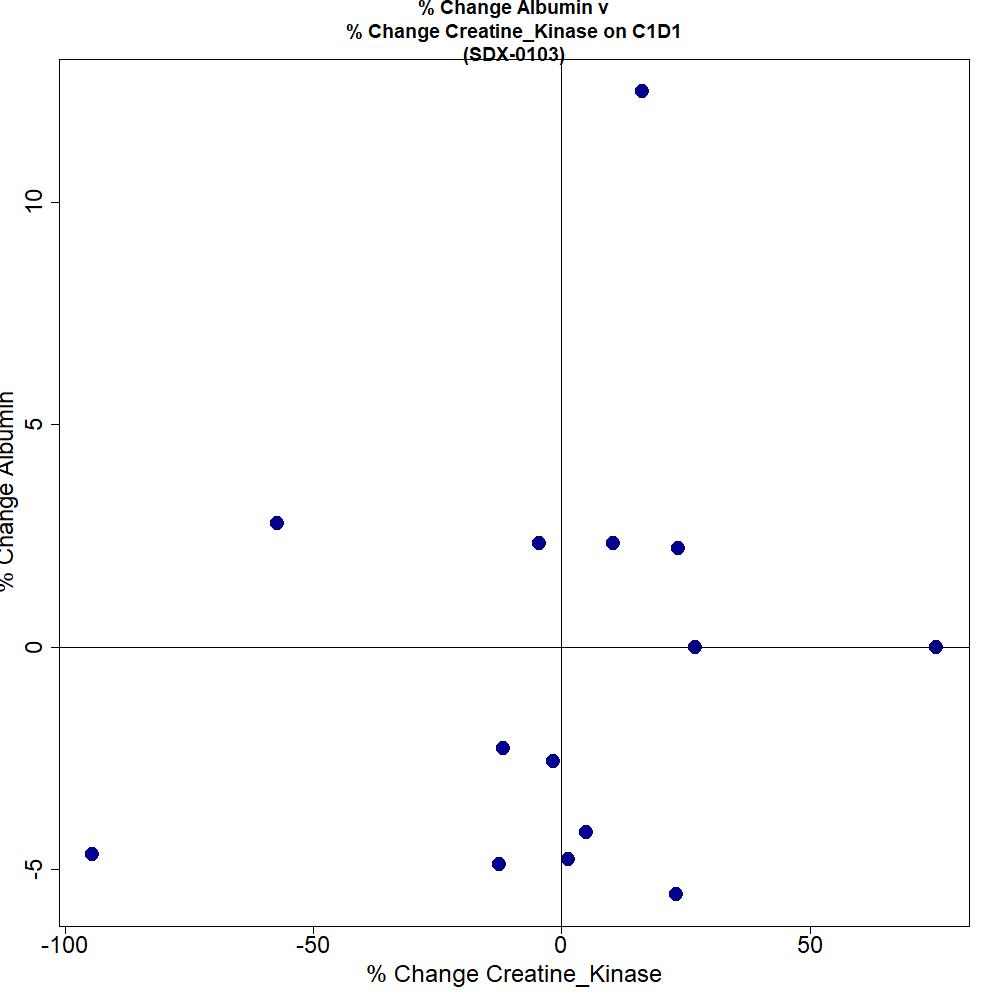 % Change Albumin v
% Change Creatine_Kinase on C1D1
(SDX-0103)
10
5
0
-5
% Change Albumin
-100
-50
0
50
% Change Creatine_Kinase